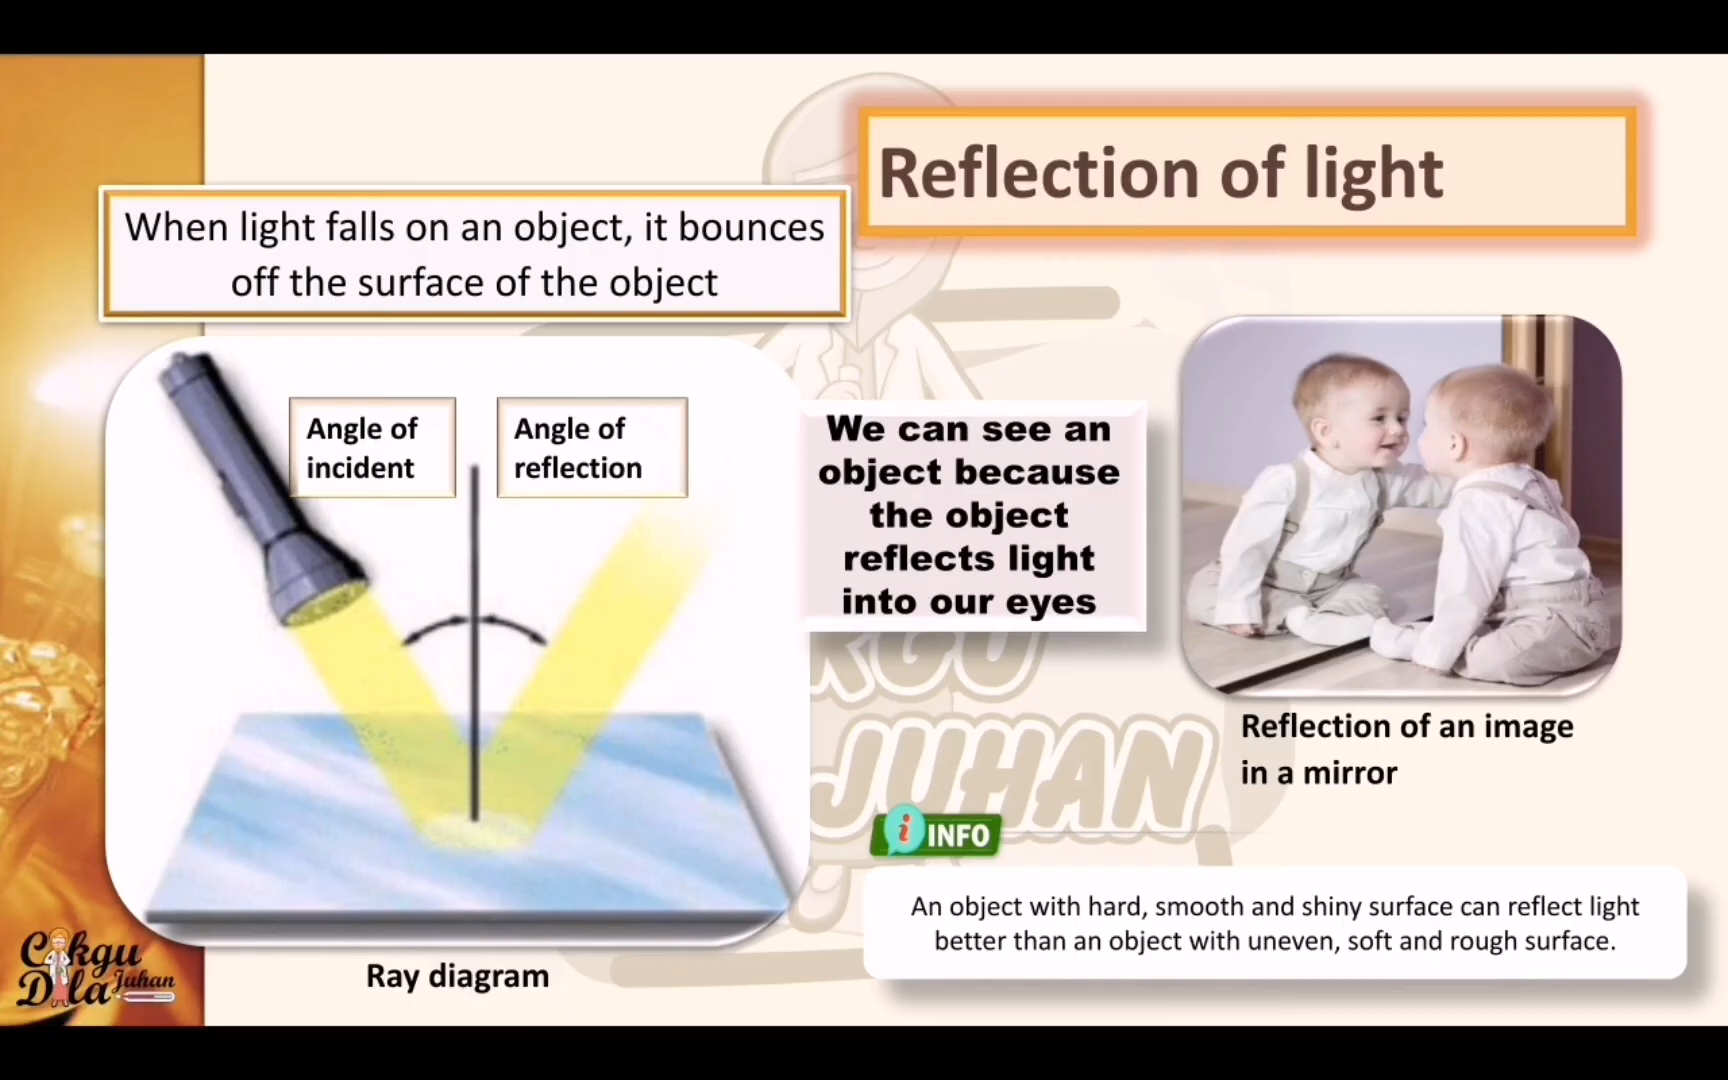 Reflection of light
When light falls on an object, it bounces
off the surface of the object
Angle of
incident
Angle of
reflection
We can see an
object because
the object
reflects light
into our eyes
Reflection of an image
in a mirror
KGU
JUHAN
i INFO
An object with hard, smooth and shiny surface can reflect light
better than an object with uneven, soft and rough surface.
Ray diagram
Cikgu
Dila Juhan